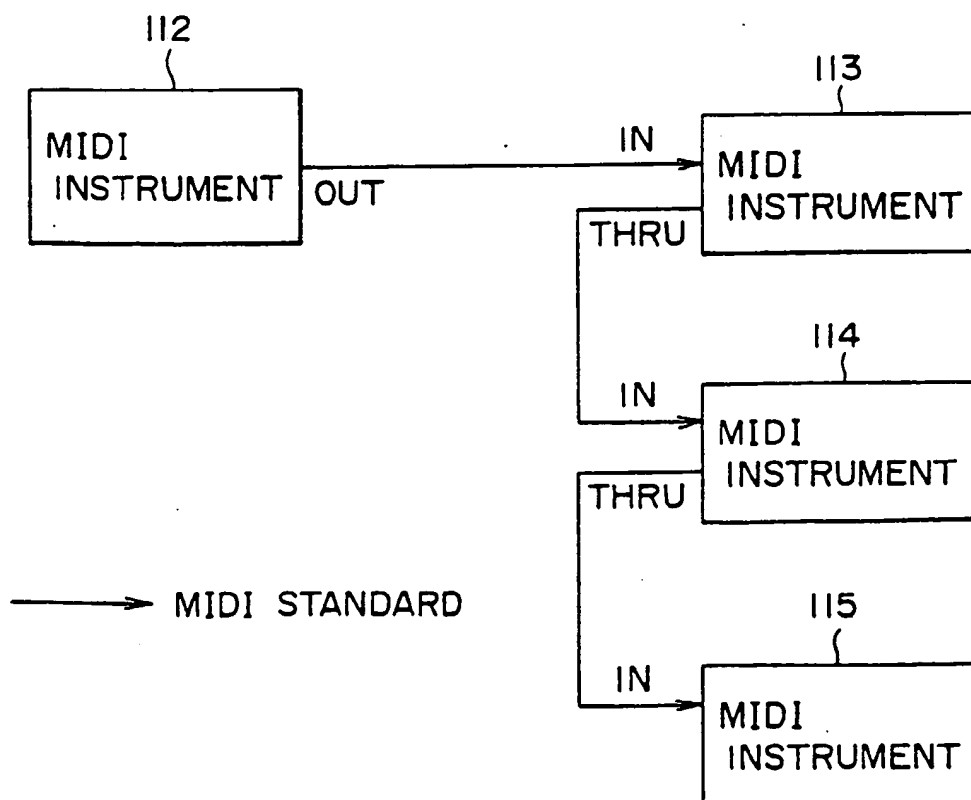 112
MIDI
INSTRUMENT
OUT
113
IN
MIDI
INSTRUMENT
THRU
114
IN
MIDI
INSTRUMENT
THRU
MIDI STANDARD
115
IN
MIDI
INSTRUMENT